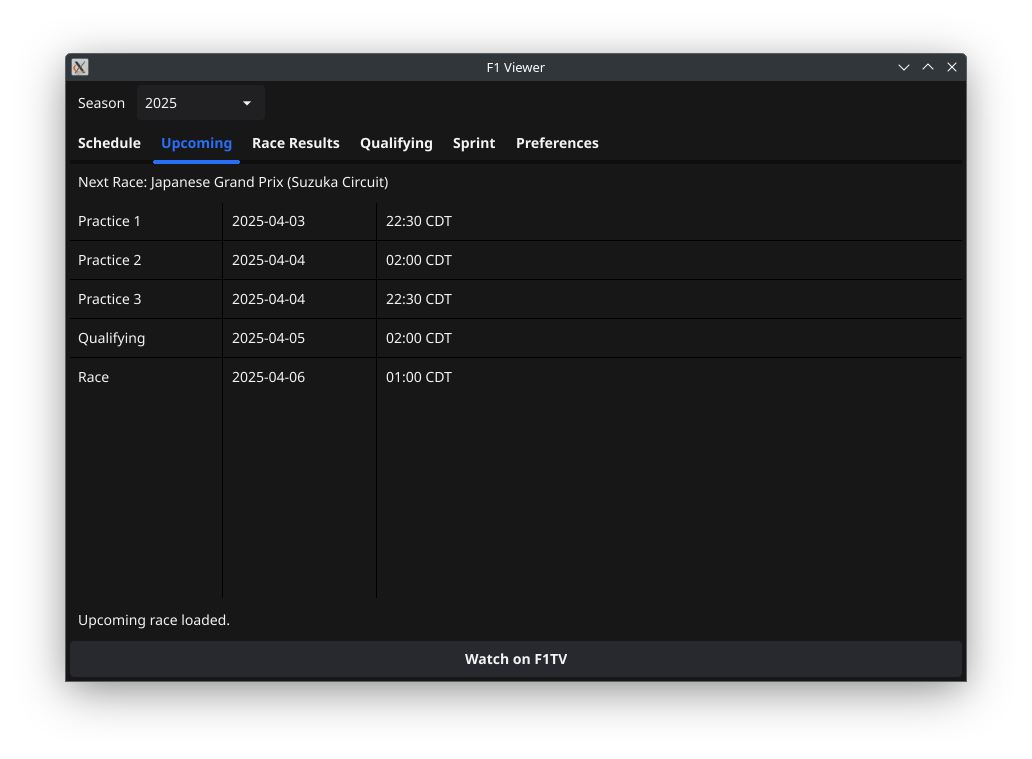 F1 Viewer
Season 2025
Schedule Upcoming Race Results Qualifying Sprint Preferences
Next Race: Japanese Grand Prix (Suzuka Circuit)
Practice 1 2025-04-03 22:30 CDT
Practice 2 2025-04-04 02:00 CDT
Practice 3 2025-04-04 22:30 CDT
Qualifying 2025-04-05 02:00 CDT
Race 2025-04-06 01:00 CDT
Upcoming race loaded.
Watch on F1TV